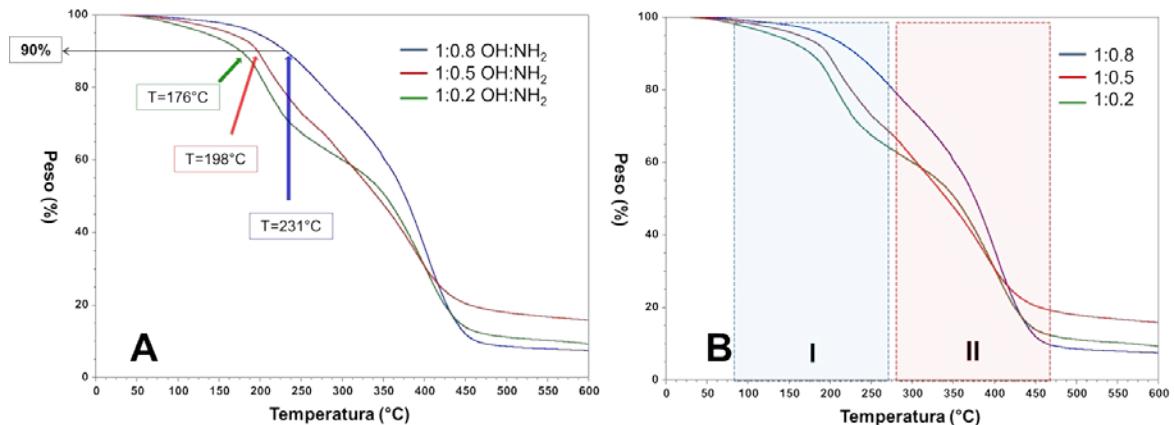 100
90%
80
60
40
20
0
Peso (%)
1:0.8 OH:NH₂
1:0.5 OH:NH₂
1:0.2 OH:NH₂
T=176°C
T=198°C
T=231°C
A
0 50 100 150 200 250 300 350 400 450 500 550 600
Temperatura (°C)
100
80
60
40
20
0
Peso (%)
1:0.8
1:0.5
1:0.2
B
I
II
0 50 100 150 200 250 300 350 400 450 500 550 600
Temperatura (°C)